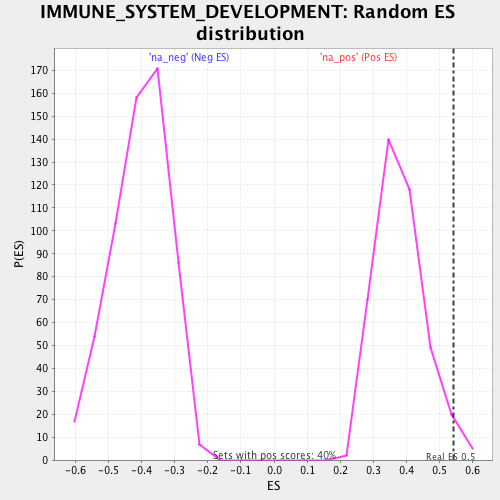 IMMUNE_SYSTEM_DEVELOPMENT: Random ES
distribution
'na_neg' (Neg ES) 'na_pos' (Pos ES)
P(ES)
170
160
150
140
130
120
110
100
90
80
70
60
50
40
30
20
10
0
Sets with pos scores: 40%
Real ES 0.5
-0.6 -0.5 -0.4 -0.3 -0.2 -0.1 0.0 0.1 0.2 0.3 0.4 0.5 0.6
ES